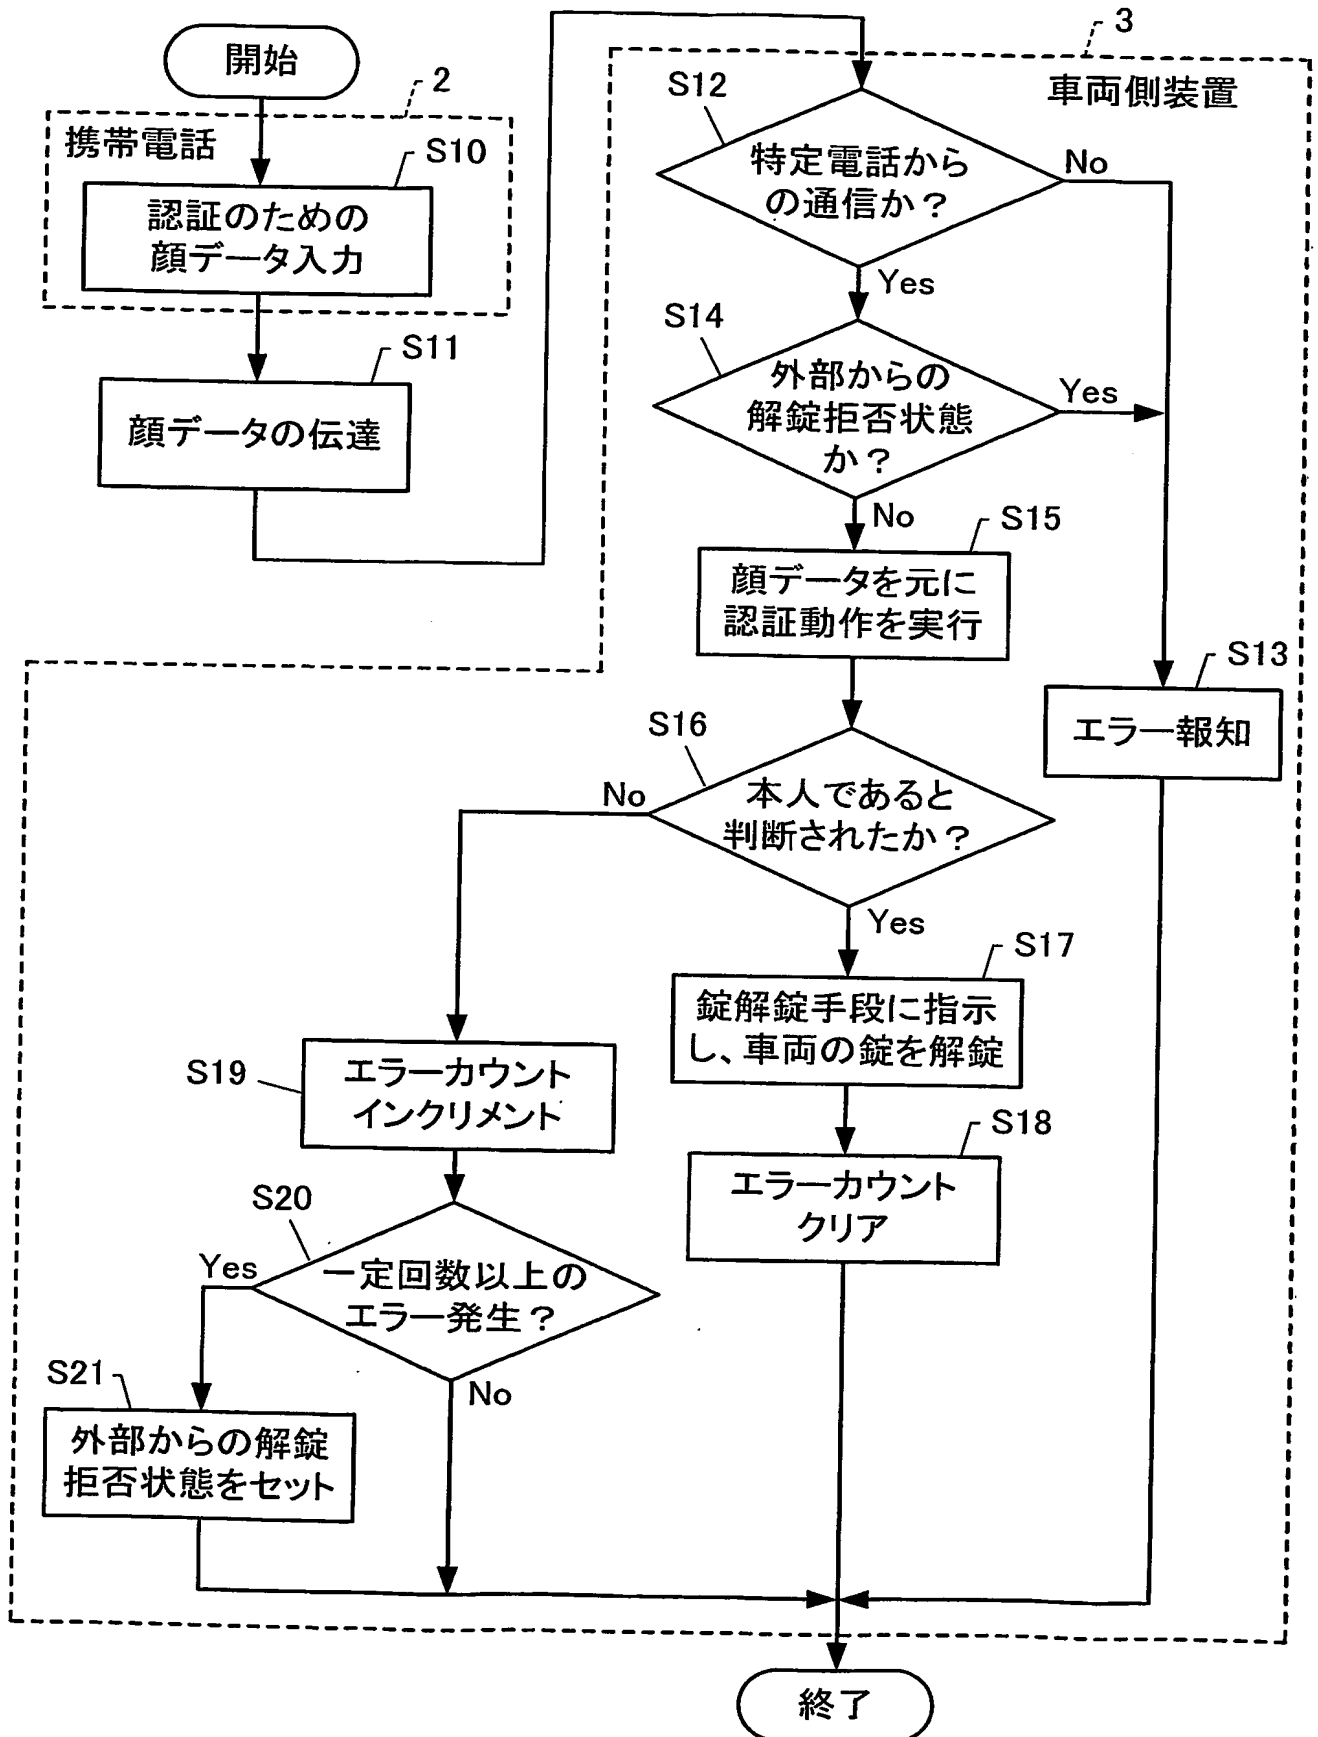 開始
2
携帯電話
S10
認証のための
顔データ入力
S11
顔データの伝達
3
車両側装置
S12
特定電話から
の通信か？
No
Yes
S14
外部からの
解錠拒否状態
か？
Yes
No
S15
顔データを元に
認証動作を実行
S13
エラー報知
S16
本人であると
判断されたか？
No
Yes
S17
錠解錠手段に指示
し、車両の錠を解錠
S18
エラーカウント
クリア
S19
エラーカウント
インクリメント
S20
一定回数以上の
エラー発生？
Yes
No
S21
外部からの解錠
拒否状態をセット
終了